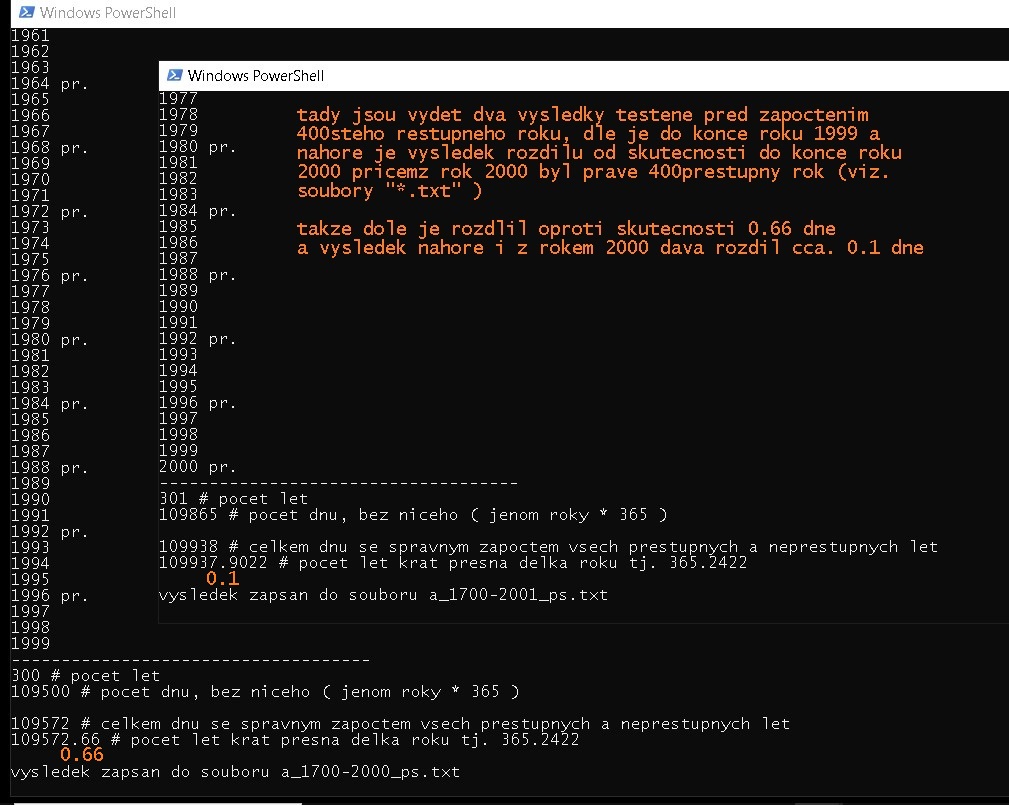 Windows PowerShell
1961
1962
1963
1964 pr.
1965
1966
1967
1968 pr.
1969
1970
1971
1972 pr.
1973
1974
1975
1976 pr.
1977
1978
1979
1980 pr.
1981
1982
1983
1984 pr.
1985
1986
1987
1988 pr.
1989
1990
1991
1992 pr.
1993
1994
1995
1996 pr.
1997
1998
1999
------------------------------------
300 # pocet let
109500 # pocet dnu, bez niceho ( jenom roky * 365 )
109572 # celkem dnu se spravnym zapoctem vsech prestupnych a neprestupnych let
109572.66 # pocet let krat presna delka roku tj. 365.2422
0.66
vysledek zapsan do souboru a_1700-2000_ps.txt
Windows PowerShell
1977
1978
1979
1980 pr.
1981
1982
1983
1984 pr.
1985
1986
1987
1988 pr.
1989
1990
1991
1992 pr.
1993
1994
1995
1996 pr.
1997
1998
1999
2000 pr.
------------------------------------
301 # pocet let
109865 # pocet dnu, bez niceho ( jenom roky * 365 )
109938 # celkem dnu se spravnym zapoctem vsech prestupnych a neprestupnych let
109937.9022 # pocet let krat presna delka roku tj. 365.2422
0.1
vysledek zapsan do souboru a_1700-2001_ps.txt
tady jsou vydet dva vysledky testene pred zapoctenim
400steho restupneho roku, dle je do konce roku 1999 a
nahore je vysledek rozdilu od skutecnosti do konce roku
2000 pricemz rok 2000 byl prave 400prestupny rok (viz.
soubory "*.txt" )
takze dole je rozdlil oproti skutecnosti 0.66 dne
a vysledek nahore i z rokem 2000 dava rozdil cca. 0.1 dne